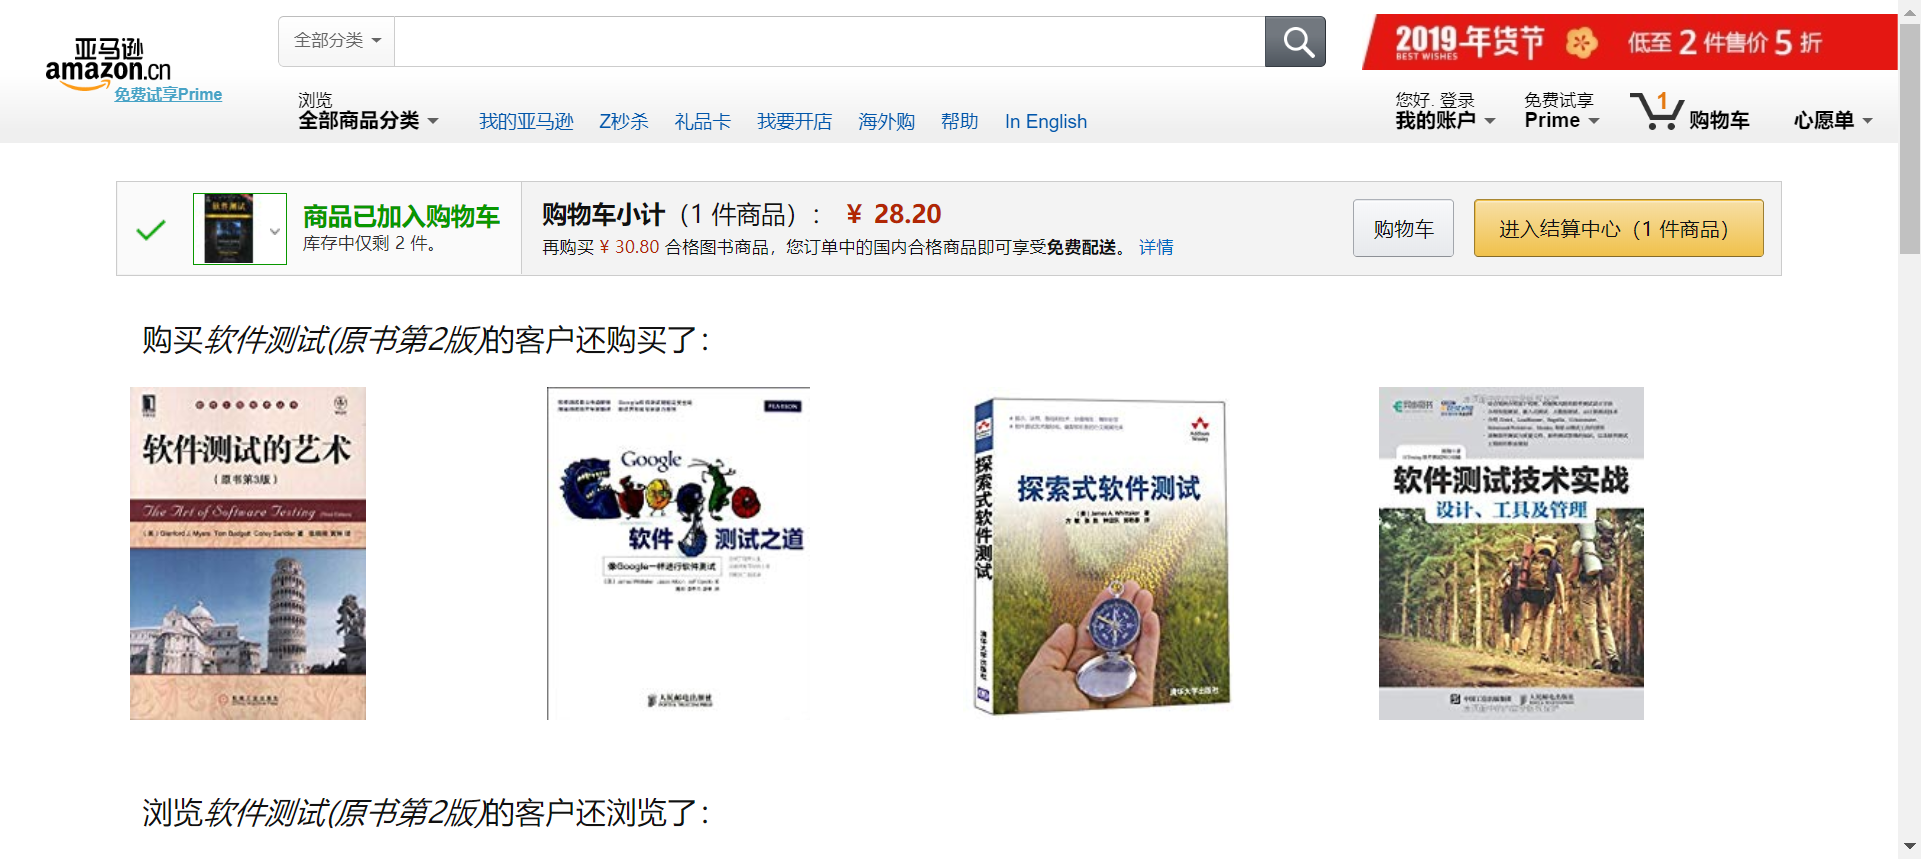 亚马逊
amazon.cn
免费试享Prime
全部分类
2019年货节
BEST WISHES
低至 2 件售价 5 折
浏览
全部商品分类
我的亚马逊 Z秒杀 礼品卡 我要开店 海外购 帮助 In English
您好. 登录
我的账户
免费试享
Prime
1
购物车
心愿单
软件测试
商品已加入购物车
库存中仅剩 2 件。
购物车小计（1 件商品）： ¥ 28.20
再购买 ¥ 30.80 合格图书商品，您订单中的国内合格商品即可享受免费配送。 详情
购物车
进入结算中心（1 件商品）
购买软件测试(原书第2版)的客户还购买了：
软件测试的艺术
（原书第3版）
The Art of Software Testing
Google
软件测试之道
像Google一样进行软件测试
人民邮电出版社
PEARSON
探索式软件测试
Addison
Wesley
探索式软件测试
清华大学出版社
清华大学出版社
软件测试技术实战
设计、工具及管理
浏览软件测试(原书第2版)的客户还浏览了：